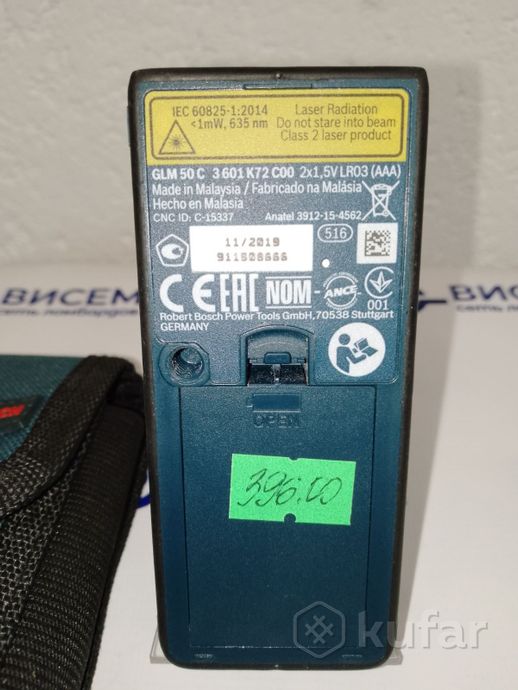 IEC 60825-1:2014
<1mW, 635 nm
Laser Radiation
Do not stare into beam
Class 2 laser product
GLM 50 C 3 601 K72 C00 2x1,5V LR03 (AAA)
Made in Malaysia / Fabricado na Malásia
Hecho en Malasia
CNC ID: C-15337 Anatel 3912-15-4562
11/2019
911508666
516
CE EAC NOM - ANCE
001
Robert Bosch Power Tools GmbH, 70538 Stuttgart
GERMANY
OPEN
396.00
ВИСЕМ
сеть ломбардов
kufar